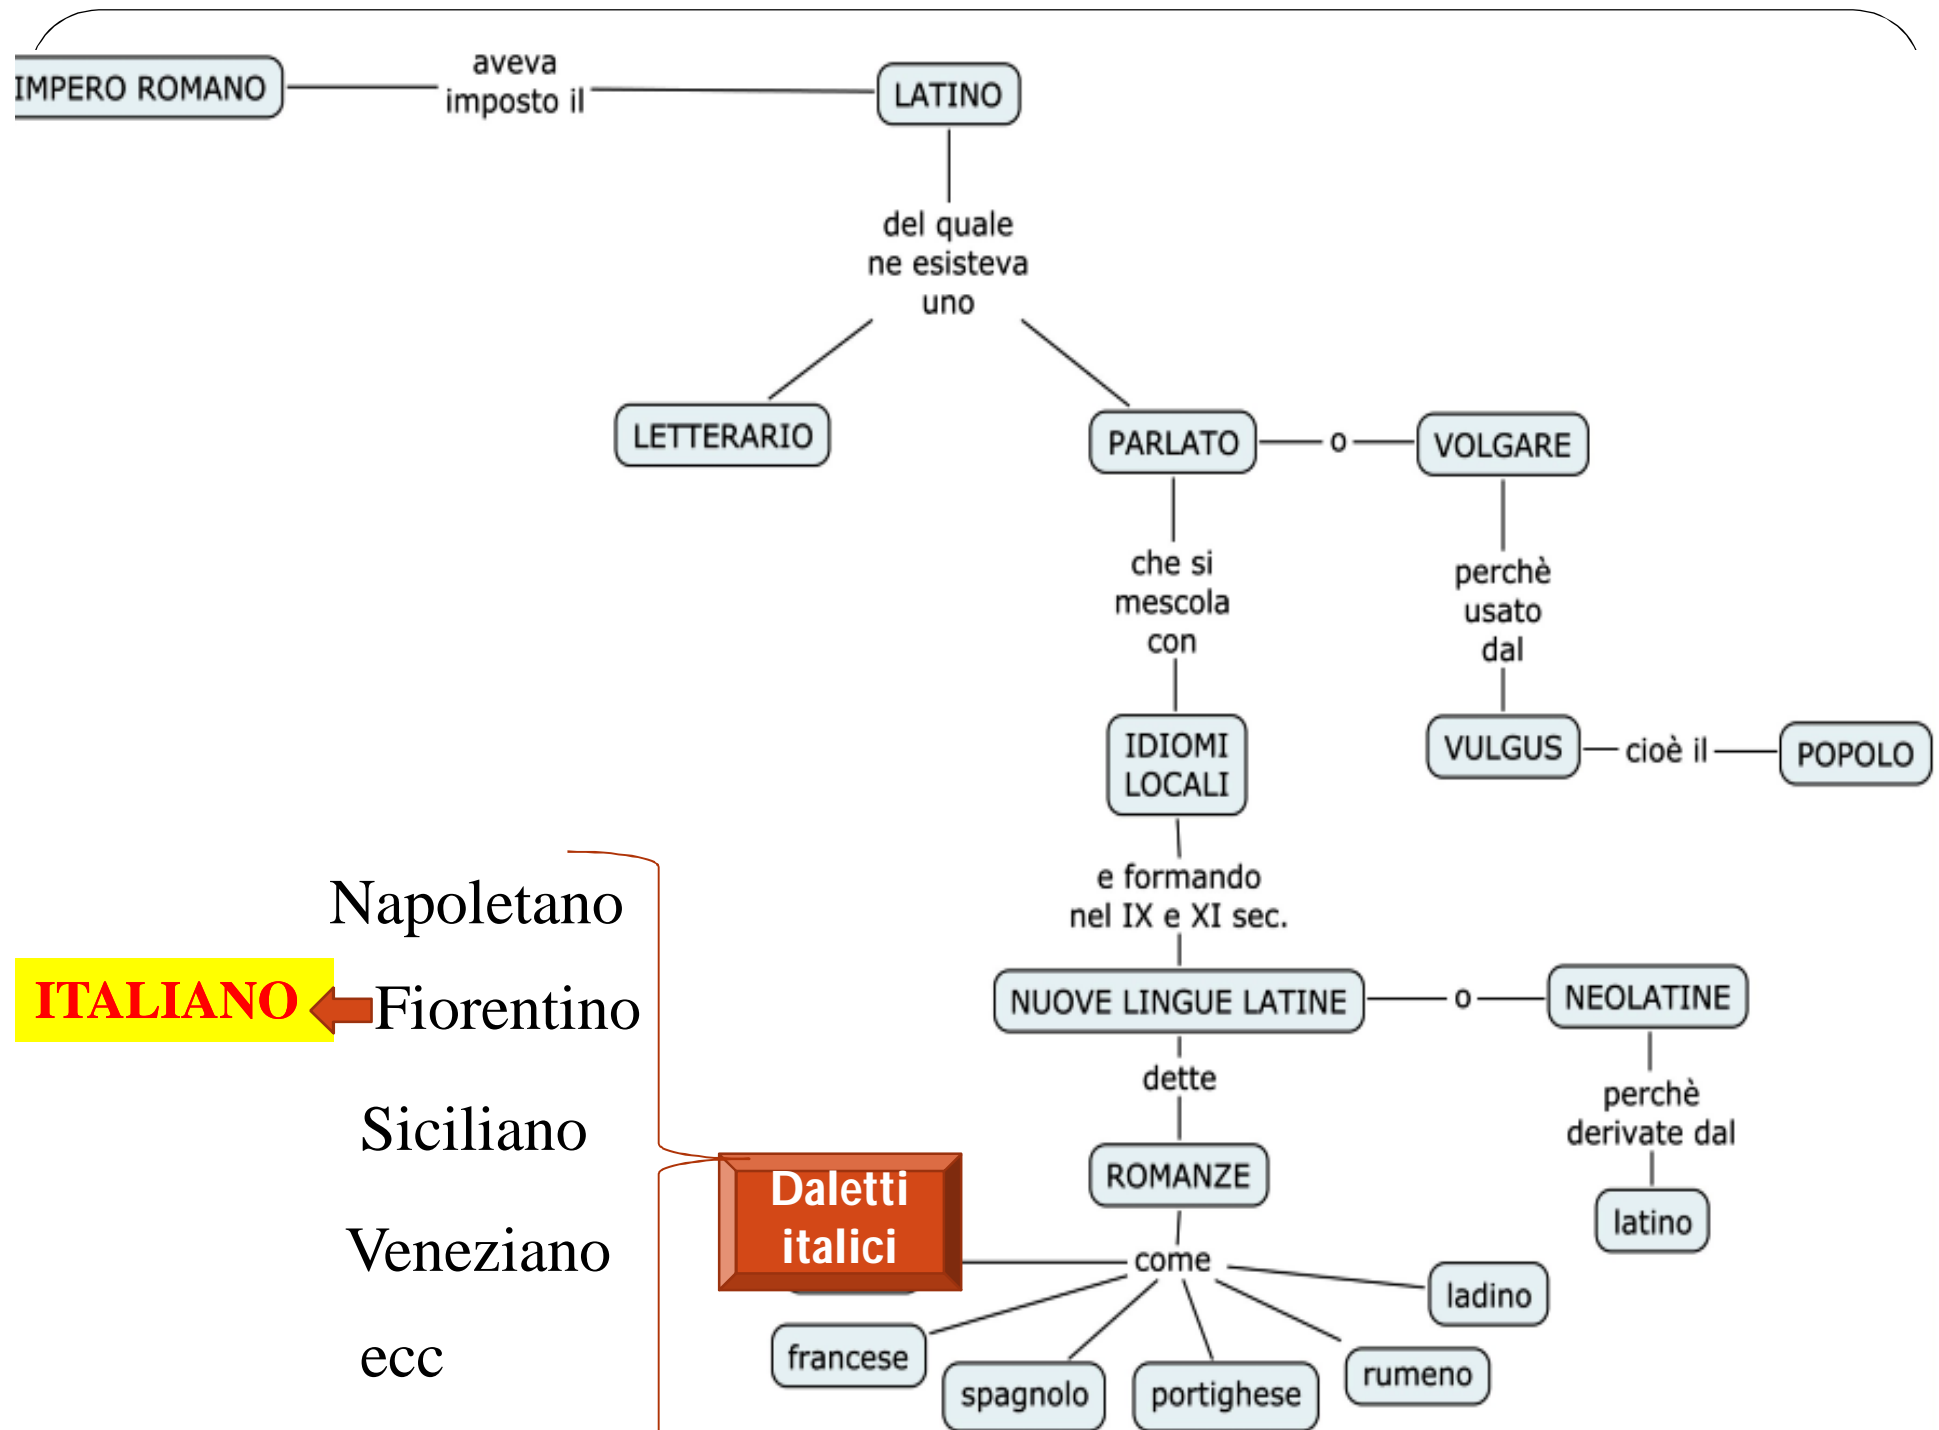 IMPERO ROMANO
aveva
imposto il
LATINO
del quale
ne esisteva
uno
LETTERARIO
PARLATO
o
VOLGARE
che si
mescola
con
perchè
usato
dal
IDIOMI
LOCALI
VULGUS
cioè il
POPOLO
e formando
nel IX e XI sec.
NUOVE LINGUE LATINE
o
NEOLATINE
dette
perchè
derivate dal
ROMANZE
latino
come
Daletti
italici
francese
spagnolo
portighese
rumeno
ladino
Napoletano
ITALIANO
Fiorentino
Siciliano
Veneziano
ecc